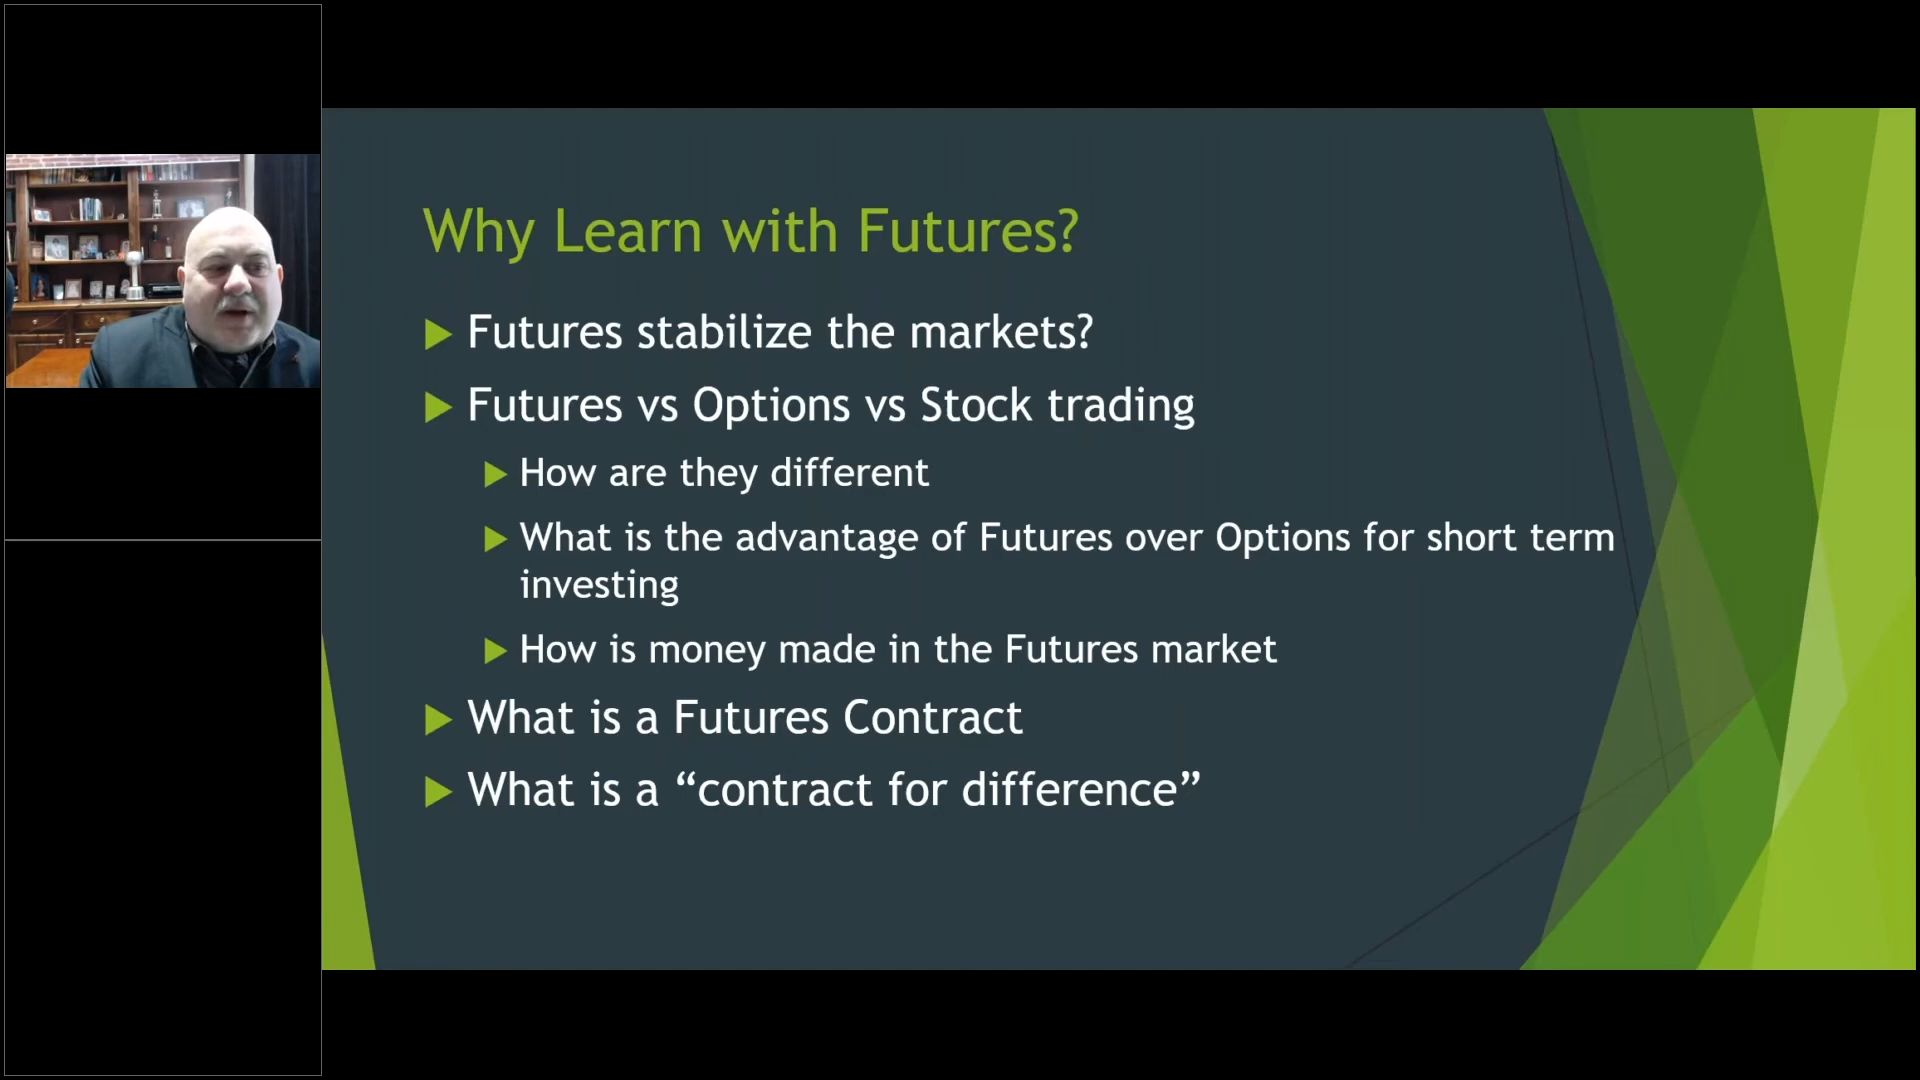 Why Learn with Futures?
Futures stabilize the markets?
Futures vs Options vs Stock trading
How are they different
What is the advantage of Futures over Options for short term
investing
How is money made in the Futures market
What is a Futures Contract
What is a “contract for difference”